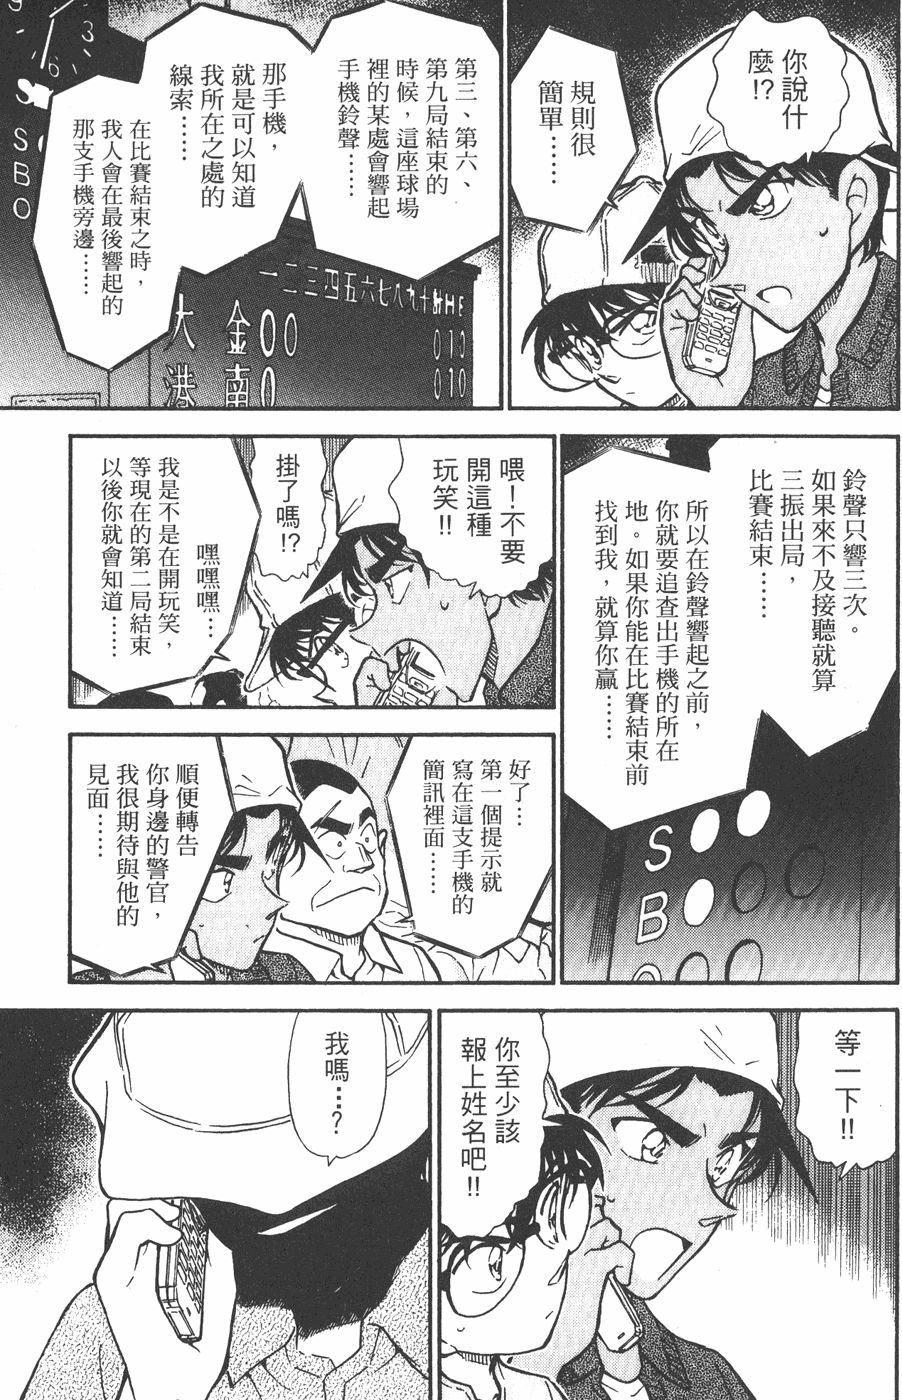 你說什
麼!?
規則很
簡單……
第三、第六、
第九局結束的
時候，這座球場
裡的某處會響起
手機鈴聲……
那手機，
就是可以知道
我所在之處的
線索……
在比賽結束之時，
我人會在最後響起的
那支手機旁邊……
9
3
6
S
S
B
O
一二三四五六七八九十計HE
大金00 010
港南0 010
鈴聲只響三次。
如果來不及接聽就算
三振出局，
比賽結束……
所以在鈴聲響起之前，
你就要追查出手機的所在
地。如果你能在比賽結束前
找到我，就算你贏……
S
B
O
喂！不要
開這種
玩笑!!
掛了嗎!?
嘿嘿嘿…
我是不是在開玩笑，
等現在的第二局結束
以後你就會知道……
好了…
第一個提示就
寫在這支手機的
簡訊裡面……
順便轉告
你身邊的警官，
我很期待與他的
見面……
等一下!!
你至少該
報上姓名吧!!
我嗎…?